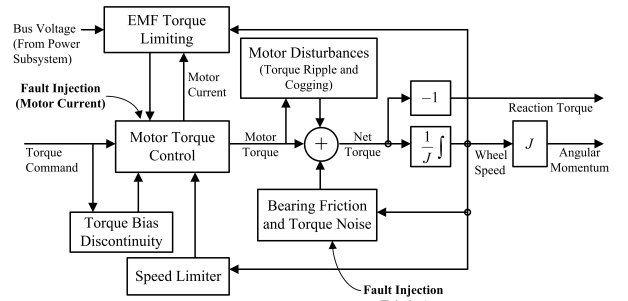 Bus Voltage
(From Power
Subsystem)
EMF Torque
Limiting
Motor Disturbances
(Torque Ripple and
Cogging)
Fault Injection
(Motor Current)
Motor
Current
−1
Reaction Torque
Torque
Command
Motor Torque
Control
Motor
Torque
+
Net
Torque
1
J
∫
Wheel
Speed
J
Angular
Momentum
Torque Bias
Discontinuity
Bearing Friction
and Torque Noise
Speed Limiter
Fault Injection